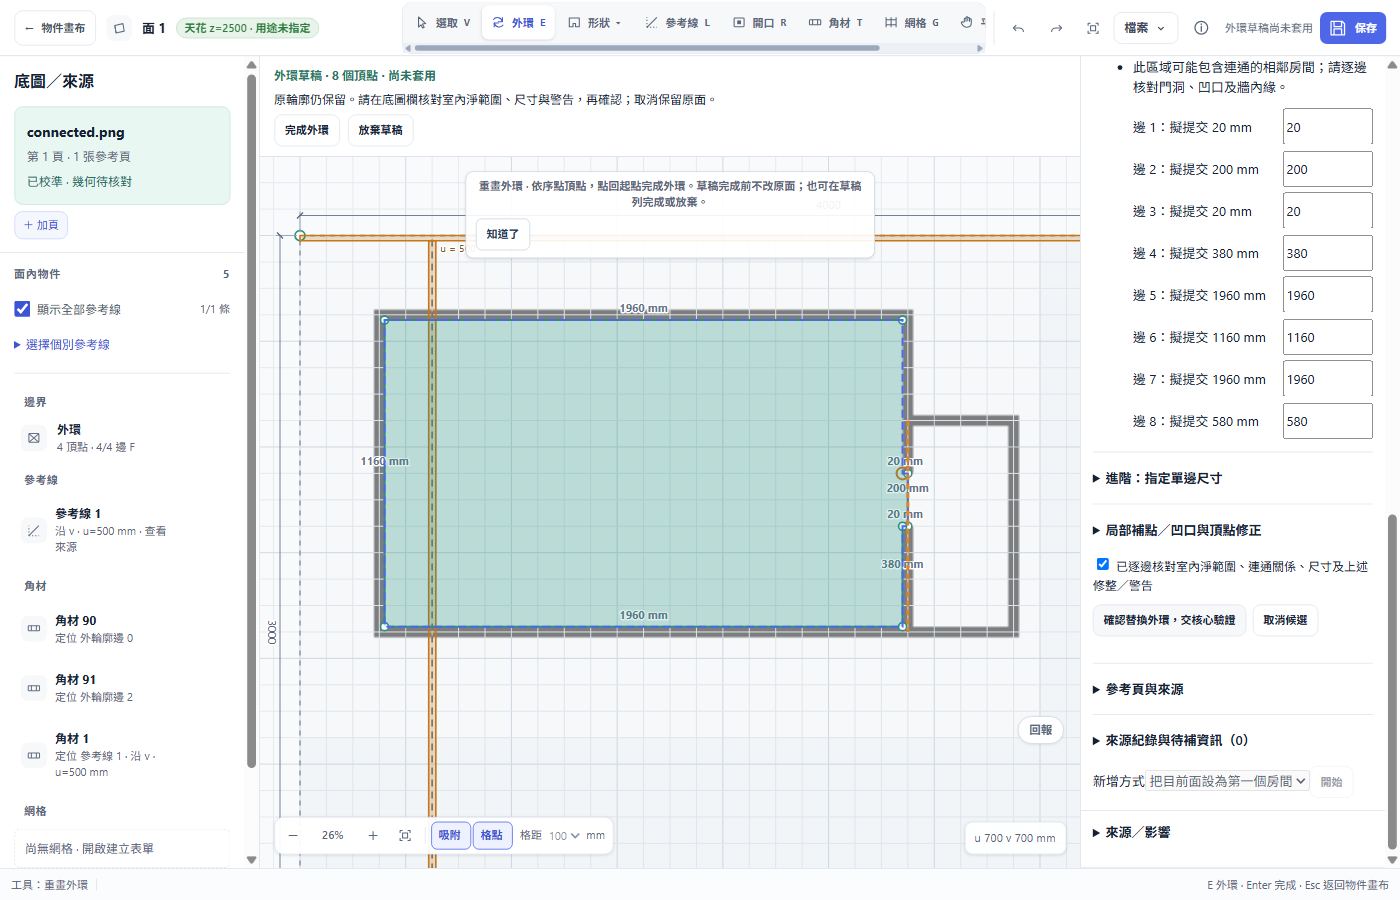 ← 物件畫布
面 1
天花 z=2500 · 用途未指定
選取 V
外環 E
形狀
參考線 L
開口 R
角材 T
網格 G
檔案
外環草稿尚未套用
保存
底圖／來源
connected.png
第 1 頁 · 1 張參考頁
已校準 · 幾何待核對
＋ 加頁
面內物件 5
顯示全部參考線 1/1 條
選擇個別參考線
邊界
外環
4 頂點 · 4/4 邊 F
參考線
參考線 1
沿 v · u=500 mm · 查看
來源
角材
角材 90
定位 外輪廓邊 0
角材 91
定位 外輪廓邊 2
角材 1
定位 參考線 1 · 沿 v ·
u=500 mm
網格
尚無網格 · 開啟建立表單
外環草稿 · 8 個頂點 · 尚未套用
原輪廓仍保留。請在底圖欄核對室內淨範圍、尺寸與警告，再確認；取消保留原面。
完成外環
放棄草稿
重畫外環 · 依序點頂點，點回起點完成外環。草稿完成前不改原面；也可在草稿
列完成或放棄。
4000
知道了
u = 50
1960 mm
1160 mm
20 mm
200 mm
20 mm
380 mm
1960 mm
3000
回報
− 26% +
吸附
格點
格距 100 mm
u 700 v 700 mm
此區域可能包含連通的相鄰房間；請逐邊
核對門洞、凹口及牆內緣。
邊 1：擬提交 20 mm 20
邊 2：擬提交 200 mm 200
邊 3：擬提交 20 mm 20
邊 4：擬提交 380 mm 380
邊 5：擬提交 1960 mm 1960
邊 6：擬提交 1160 mm 1160
邊 7：擬提交 1960 mm 1960
邊 8：擬提交 580 mm 580
進階：指定單邊尺寸
局部補點／凹口與頂點修正
已逐邊核對室內淨範圍、連通關係、尺寸及上述
修整／警告
確認替換外環，交核心驗證
取消候選
參考頁與來源
來源紀錄與待補資訊（0）
新增方式 把目前面設為第一個房間 開始
來源／影響
工具：重畫外環
E 外環 · Enter 完成 · Esc 返回物件畫布